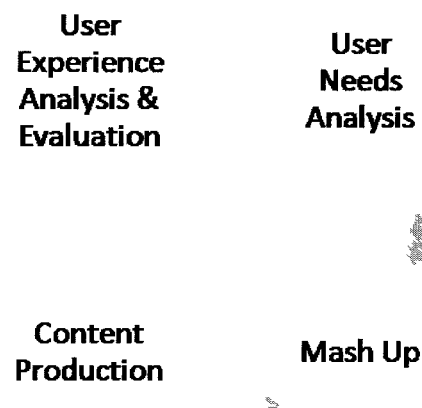 User
Experience
Analysis &
Evaluation
User
Needs
Analysis
Content
Production
Mash Up